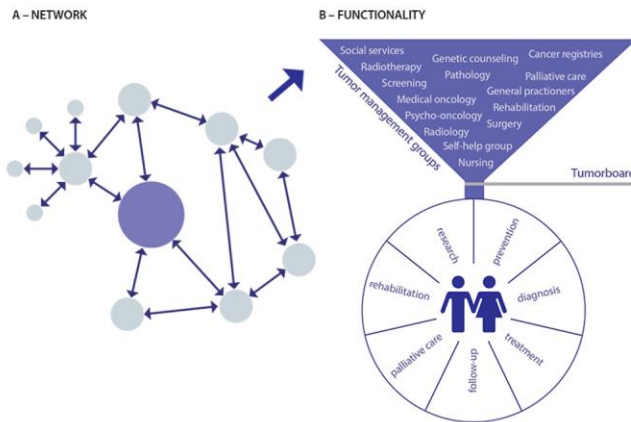 A – NETWORK
B – FUNCTIONALITY
Social services
Genetic counseling
Cancer registries
Radiotherapy
Pathology
Palliative care
Screening
General practioners
Medical oncology
Rehabilitation
Psycho-oncology
Surgery
Radiology
Self-help group
Nursing
Tumor management groups
Tumorboard
research
prevention
rehabilitation
diagnosis
palliative care
treatment
follow-up